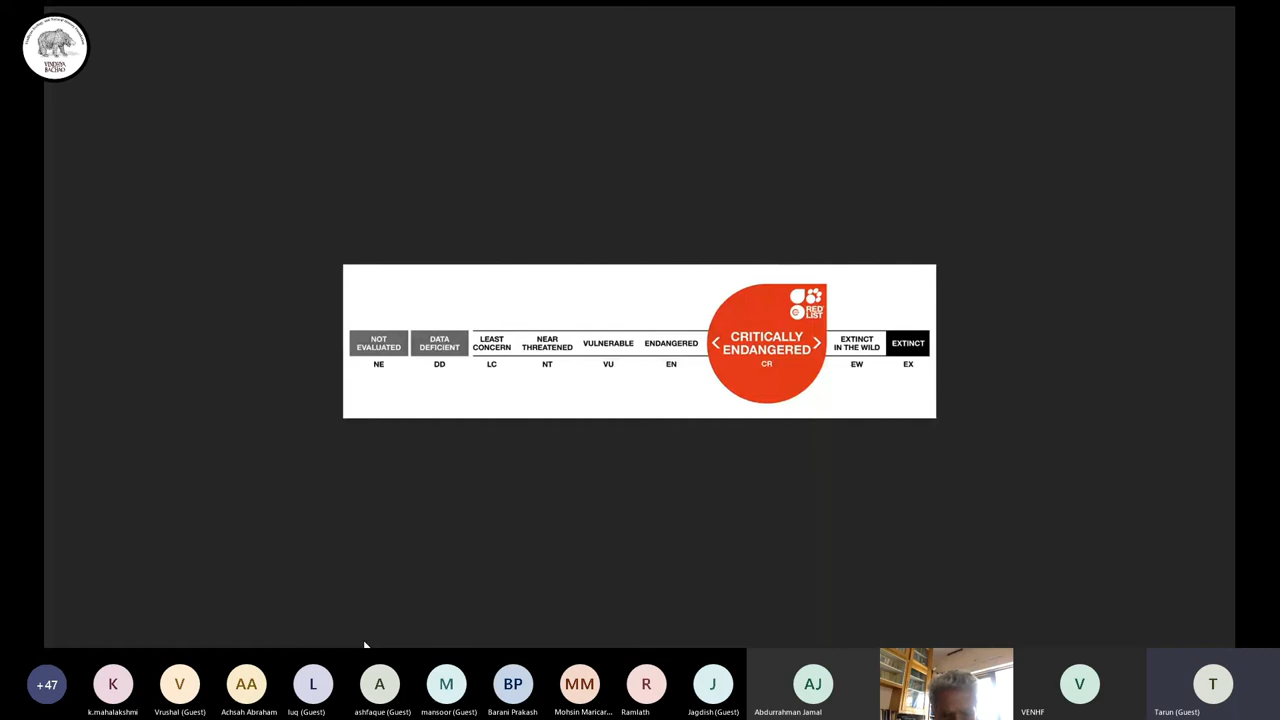 VINDHYA
BACHAO
NOT
EVALUATED
NE
DATA
DEFICIENT
DD
LEAST
CONCERN
LC
NEAR
THREATENED
NT
VULNERABLE
VU
ENDANGERED
EN
RED
LIST
< CRITICALLY >
ENDANGERED
CR
EXTINCT
IN THE WILD
EW
EXTINCT
EX
+47
K
k.mahalakshmi
V
Vrushal (Guest)
AA
Achsah Abraham
L
luq (Guest)
A
ashfaque (Guest)
M
mansoor (Guest)
BP
Barani Prakash
MM
Mohsin Maricar...
R
Ramlath
J
Jagdish (Guest)
AJ
Abdurrahman Jamal
V
VENHF
T
Tarun (Guest)